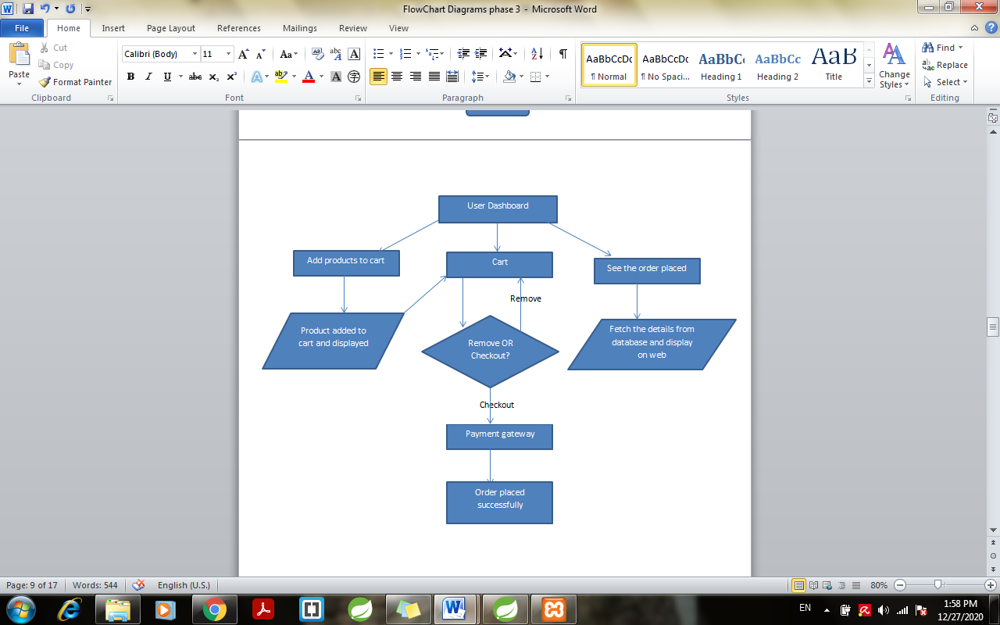 FlowChart Diagrams phase 3 - Microsoft Word
File Home Insert Page Layout References Mailings Review View
Paste
Cut
Copy
Format Painter
Clipboard
Calibri (Body) 11
Font
Paragraph
AaBbCcDc AaBbCcDc AaBbCc AaBbCc AaB
¶ Normal ¶ No Spaci... Heading 1 Heading 2 Title
Change
Styles
Styles
Find
Replace
Select
Editing
User Dashboard
Add products to cart
Cart
See the order placed
Remove
Product added to
cart and displayed
Remove OR
Checkout?
Fetch the details from
database and display
on web
Checkout
Payment gateway
Order placed
successfully
Page: 9 of 17 Words: 544 English (U.S.) 80%
EN
1:58 PM
12/27/2020